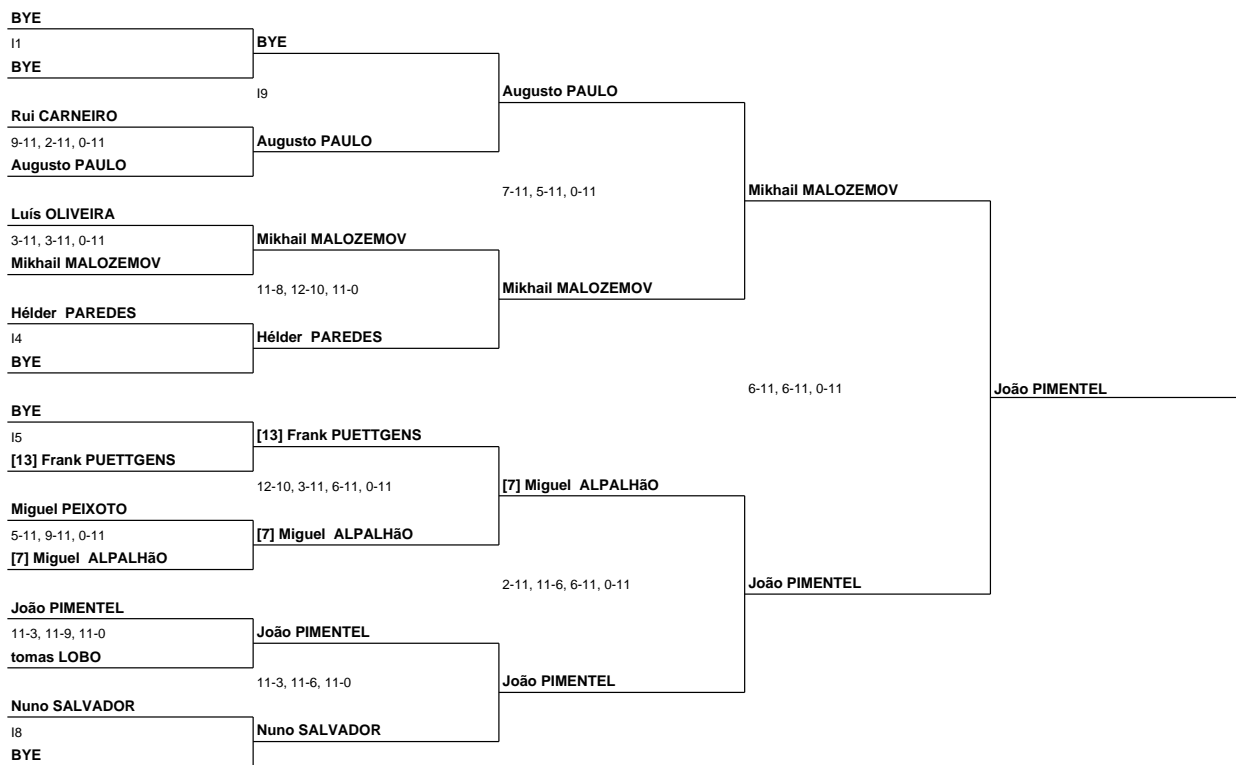 BYE
I1
BYE
BYE
I9
Augusto PAULO
Rui CARNEIRO
9-11, 2-11, 0-11
Augusto PAULO
Augusto PAULO
7-11, 5-11, 0-11
Mikhail MALOZEMOV
Luís OLIVEIRA
3-11, 3-11, 0-11
Mikhail MALOZEMOV
Mikhail MALOZEMOV
11-8, 12-10, 11-0
Mikhail MALOZEMOV
Hélder  PAREDES
I4
BYE
Hélder  PAREDES
6-11, 6-11, 0-11
João PIMENTEL
BYE
I5
[13] Frank PUETTGENS
[13] Frank PUETTGENS
12-10, 3-11, 6-11, 0-11
[7] Miguel  ALPALHãO
Miguel PEIXOTO
5-11, 9-11, 0-11
[7] Miguel  ALPALHãO
[7] Miguel  ALPALHãO
2-11, 11-6, 6-11, 0-11
João PIMENTEL
João PIMENTEL
11-3, 11-9, 11-0
tomas LOBO
João PIMENTEL
11-3, 11-6, 11-0
João PIMENTEL
Nuno SALVADOR
I8
BYE
Nuno SALVADOR